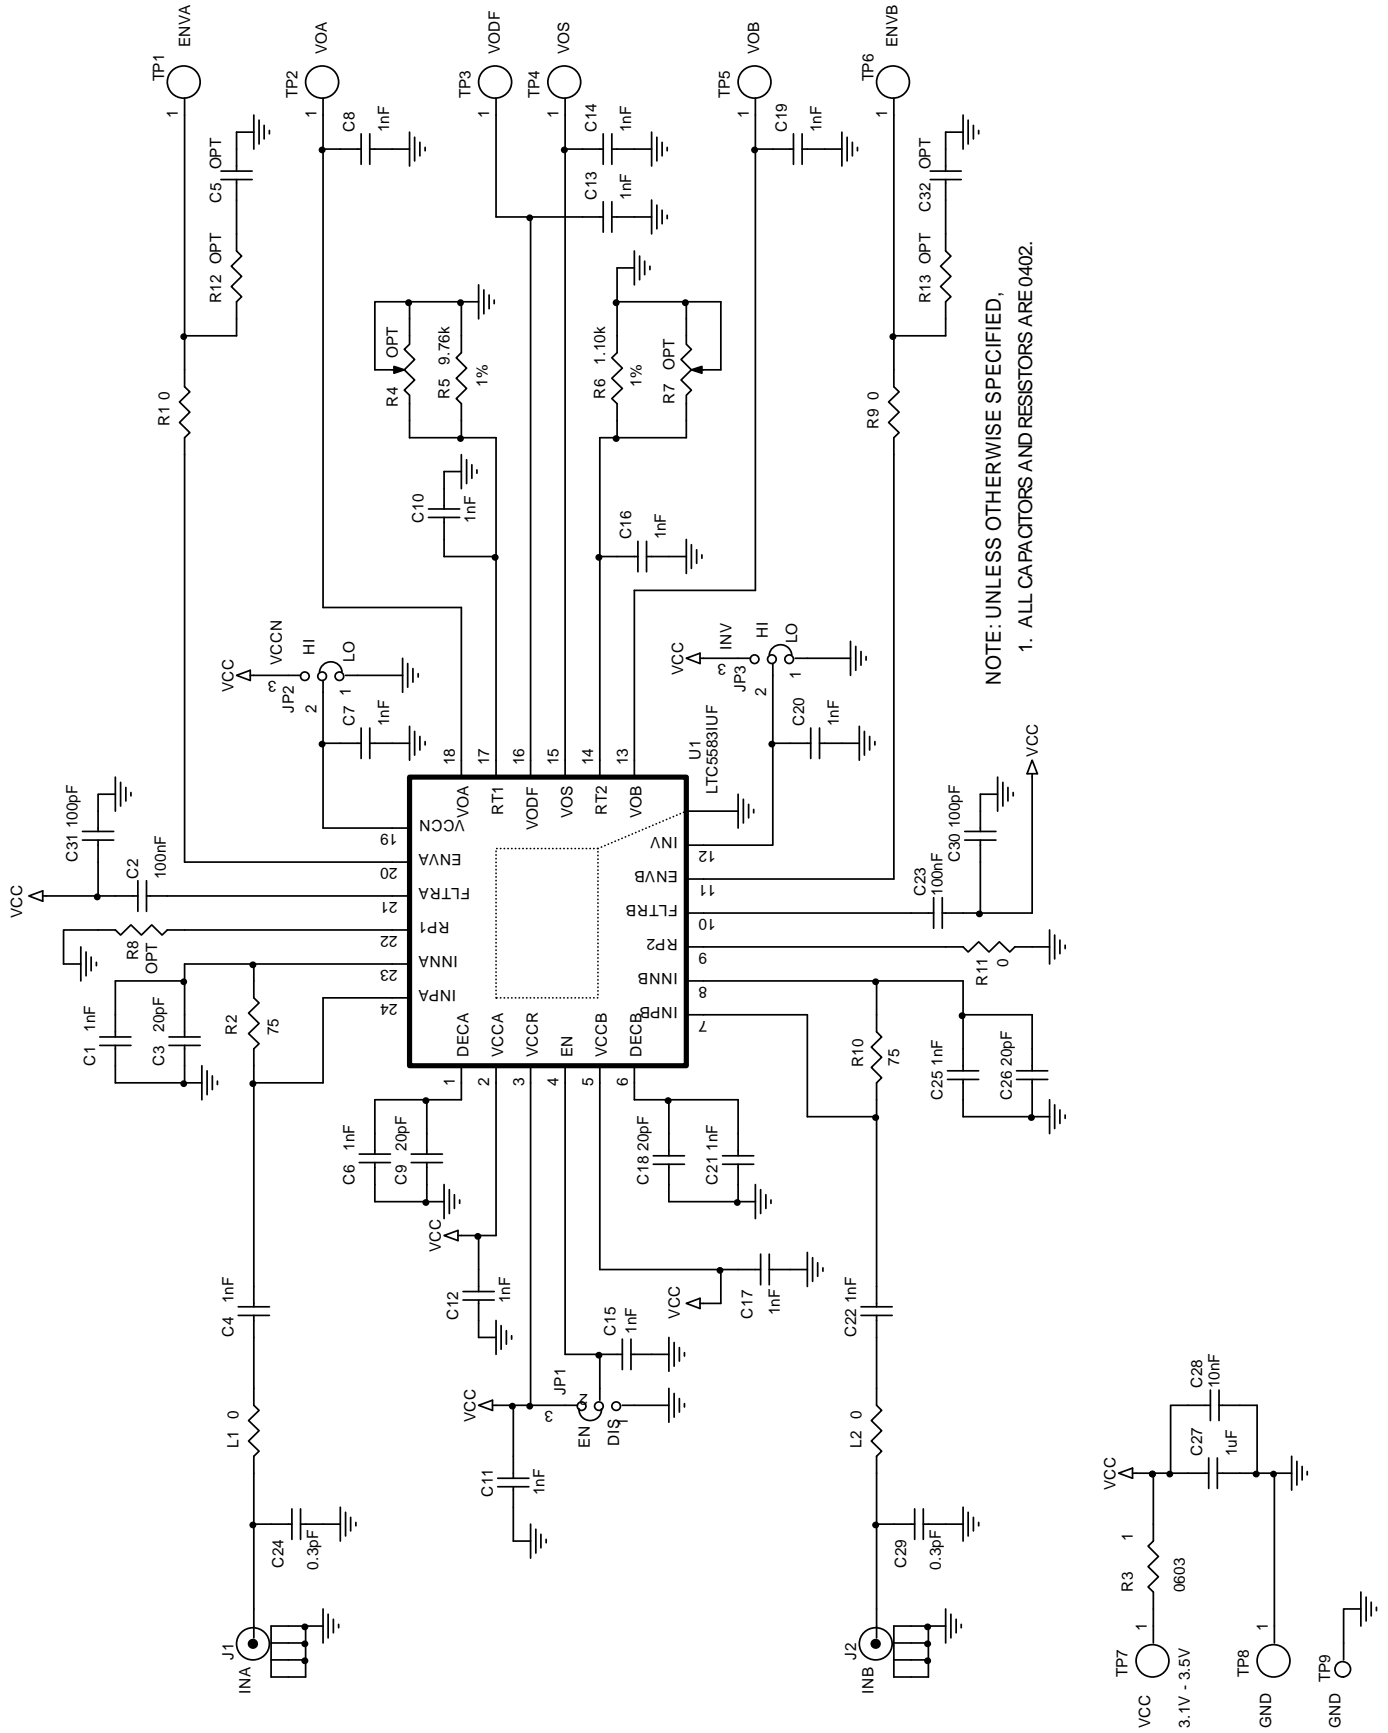 ENVA
TP1
1
VOA
TP2
1
VODF
TP3
1
VOS
TP4
1
VOB
TP5
1
ENVB
TP6
1
C5 OPT
R12 OPT
R1 0
C8
1nF
C14
1nF
C13
1nF
C19
1nF
C32 OPT
R13 OPT
R9 0
R4 OPT
R5 9.76k
1%
R6 1.10k
1%
R7 OPT
C10
1nF
C16
1nF
VCC
VCCN
3
HI
JP2
LO
2
1
C7
1nF
VCC
INV
3
HI
JP3
LO
2
1
C20
1nF
U1
LTC5583IUF
NOTE: UNLESS OTHERWISE SPECIFIED,
1. ALL CAPACITORS AND RESISTORS ARE 0402.
18
VOA
17
RT1
16
VODF
15
VOS
14
RT2
13
VOB
19
VCCN
20
ENVA
21
FLTRA
22
RP1
23
INNA
24
INPA
12
INV
11
ENVB
10
FLTRB
9
RP2
8
INNB
7
INPB
1
DECA
2
VCCA
3
VCCR
4
EN
5
VCCB
6
DECB
VCC
C31 100pF
C2
100nF
R8
OPT
C1 1nF
C3 20pF
R2
75
C23
100nF
C30 100pF
VCC
R11
0
R10
75
C25 1nF
C26 20pF
C6 1nF
C9 20pF
C18 20pF
C21 1nF
VCC
C12
1nF
VCC
C17
1nF
C15
1nF
VCC
JP1
2
3
EN
DIS
1
C11
1nF
C4 1nF
L1 0
C24
0.3pF
J1
INA
C22 1nF
L2 0
C29
0.3pF
J2
INB
VCC
C28
10nF
C27
1uF
R3 1
0603
TP7
1
VCC
3.1V - 3.5V
TP8
1
GND
TP9
GND